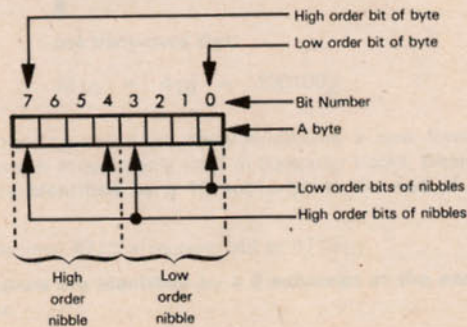 High order bit of byte
Low order bit of byte
7 6 5 4 3 2 1 0
Bit Number
A byte
Low order bits of nibbles
High order bits of nibbles
High
order
nibble
Low
order
nibble